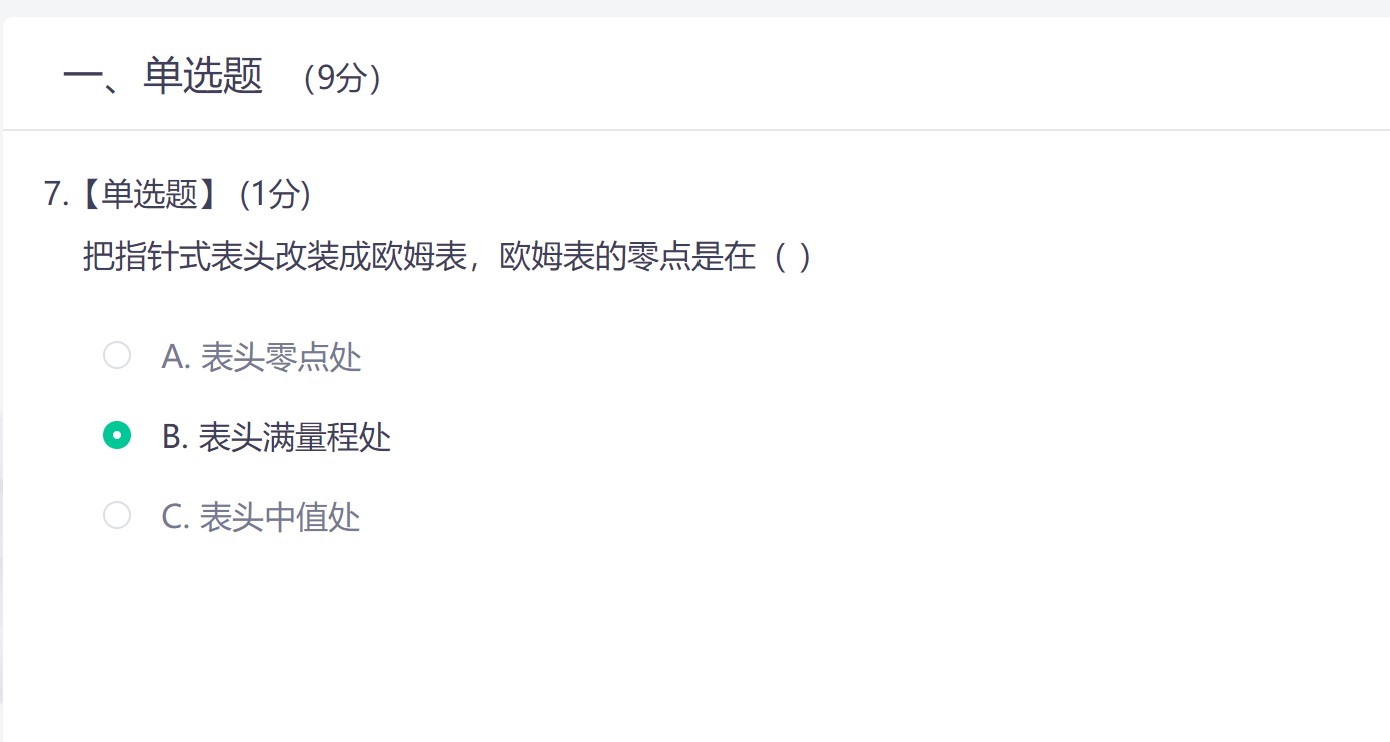 一、单选题 （9分）
7.【单选题】 (1分)
把指针式表头改装成欧姆表，欧姆表的零点是在（ ）
A. 表头零点处
B. 表头满量程处
C. 表头中值处